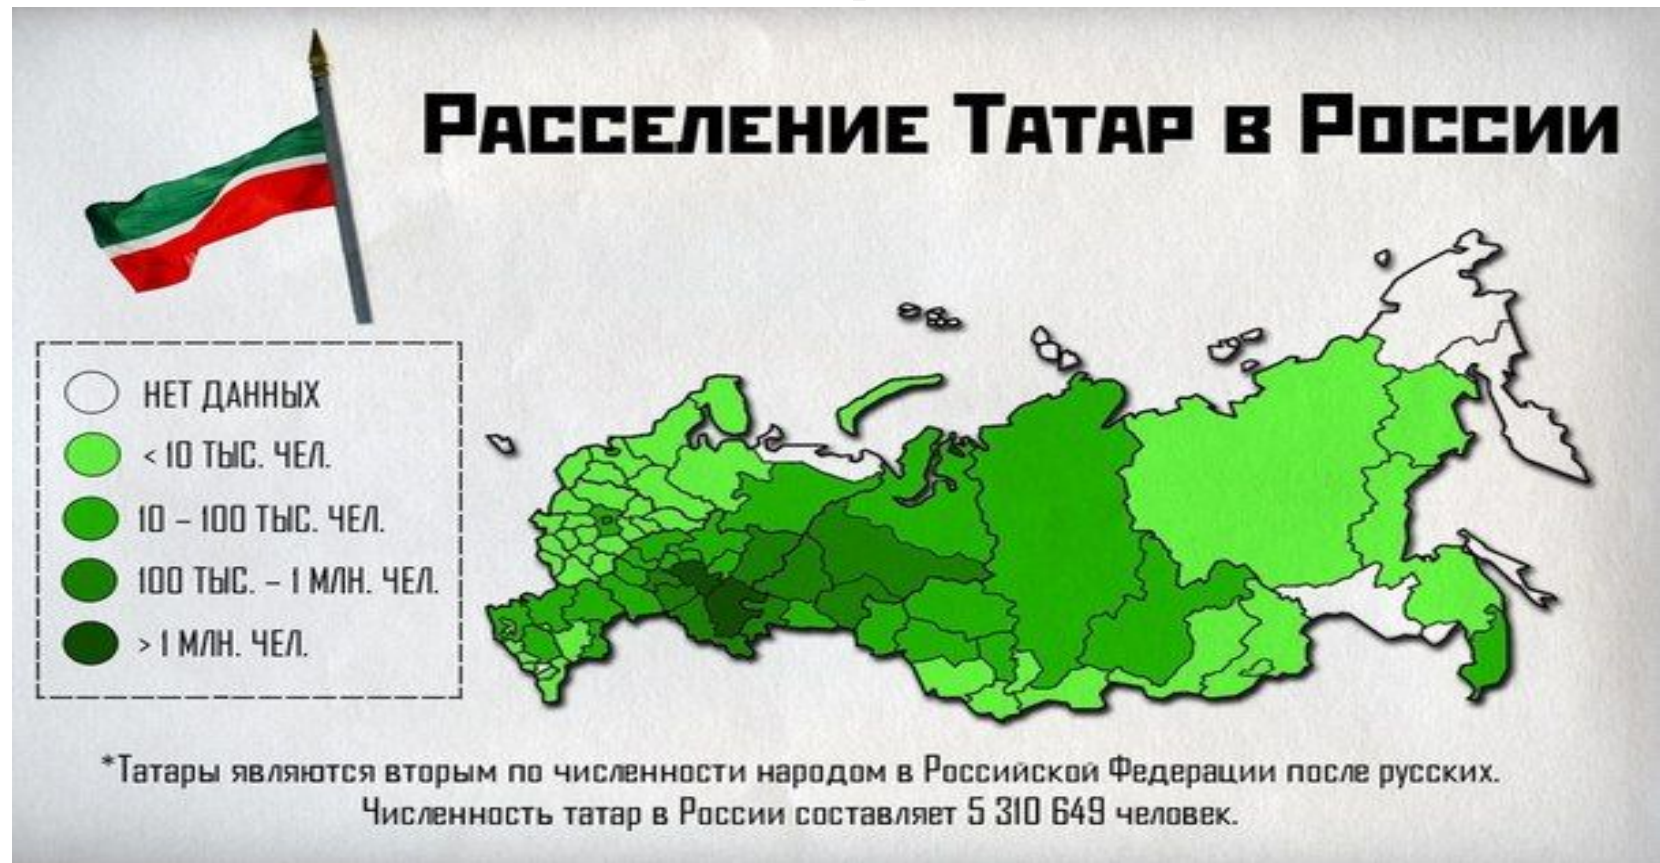 Расселение Татар в России
НЕТ ДАННЫХ
< 10 ТЫС. ЧЕЛ.
10 – 100 ТЫС. ЧЕЛ.
100 ТЫС. – 1 МЛН. ЧЕЛ.
> 1 МЛН. ЧЕЛ.
*Татары являются вторым по численности народом в Российской Федерации после русских.
Численность татар в России составляет 5 310 649 человек.